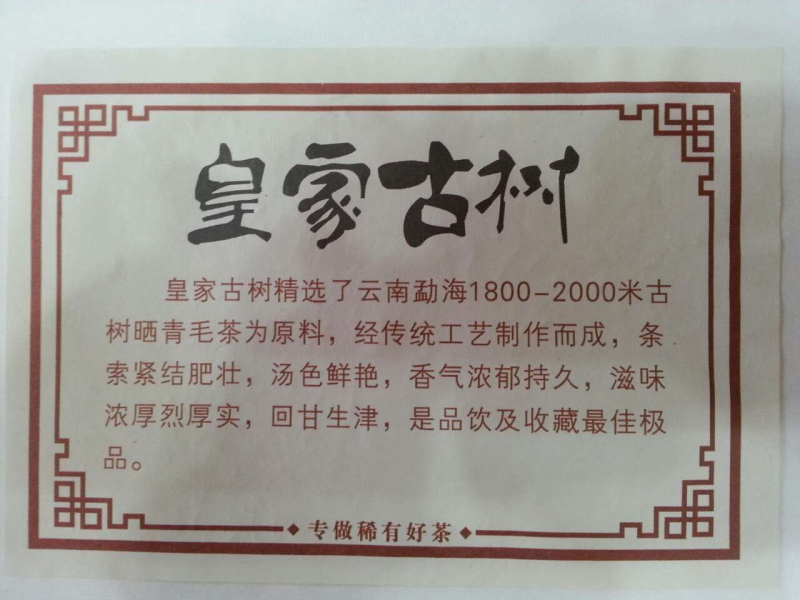 皇家古树
皇家古树精选了云南勐海1800-2000米古
树晒青毛茶为原料，经传统工艺制作而成，条
索紧结肥壮，汤色鲜艳，香气浓郁持久，滋味
浓厚烈厚实，回甘生津，是品饮及收藏最佳极
品。
◆专做稀有好茶◆